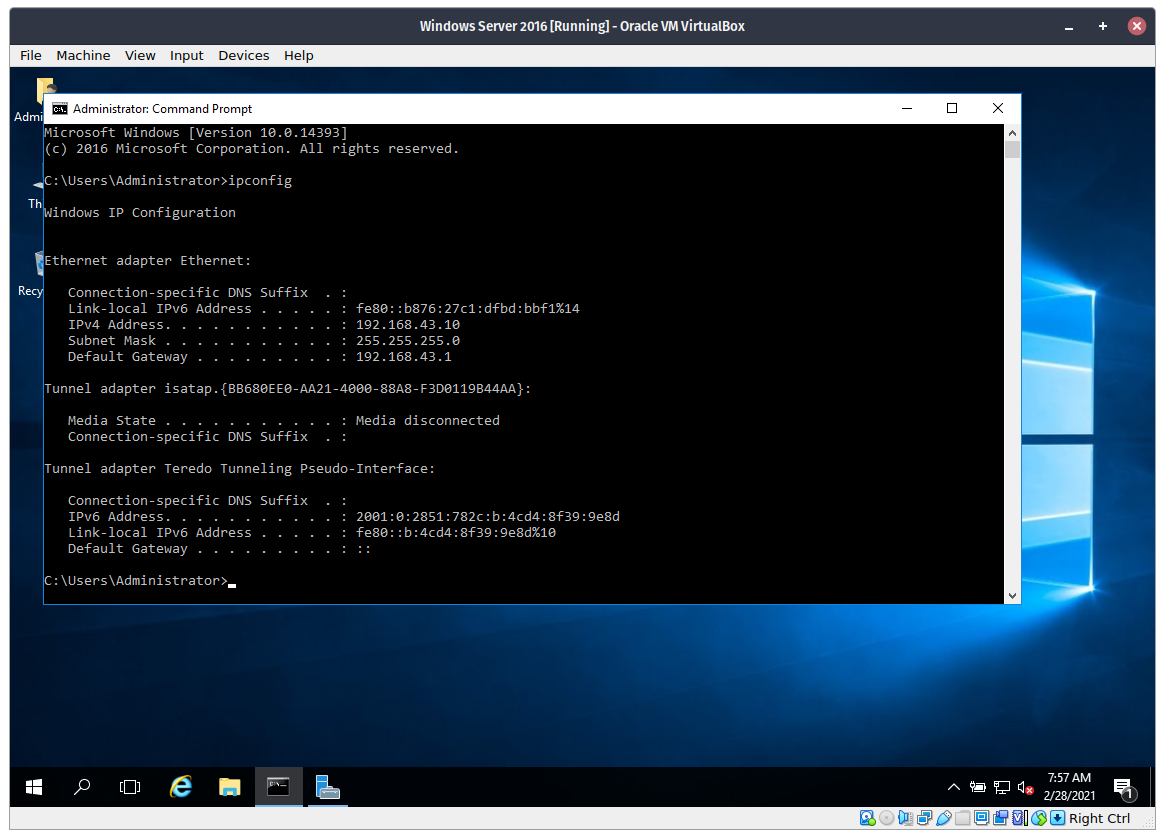 Windows Server 2016 [Running] - Oracle VM VirtualBox
File Machine View Input Devices Help
Admi
Administrator: Command Prompt
Microsoft Windows [Version 10.0.14393]
(c) 2016 Microsoft Corporation. All rights reserved.
C:\Users\Administrator>ipconfig
Th
Windows IP Configuration
Ethernet adapter Ethernet:
Recy
Connection-specific DNS Suffix . :
Link-local IPv6 Address . . . . . : fe80::b876:27c1:dfbd:bbf1%14
IPv4 Address. . . . . . . . . . . : 192.168.43.10
Subnet Mask . . . . . . . . . . . : 255.255.255.0
Default Gateway . . . . . . . . . : 192.168.43.1
Tunnel adapter isatap.{BB680EE0-AA21-4000-88A8-F3D0119B44AA}:
Media State . . . . . . . . . . . : Media disconnected
Connection-specific DNS Suffix . :
Tunnel adapter Teredo Tunneling Pseudo-Interface:
Connection-specific DNS Suffix . :
IPv6 Address. . . . . . . . . . . : 2001:0:2851:782c:b:4cd4:8f39:9e8d
Link-local IPv6 Address . . . . . : fe80::b:4cd4:8f39:9e8d%10
Default Gateway . . . . . . . . . : ::
C:\Users\Administrator>
7:57 AM
2/28/2021
1
Right Ctrl